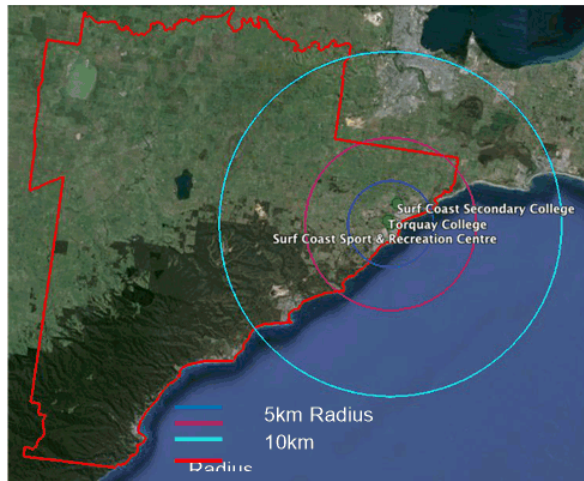 Surf Coast Secondary College
Torquay College
Surf Coast Sport & Recreation Centre
5km Radius
10km
Radius